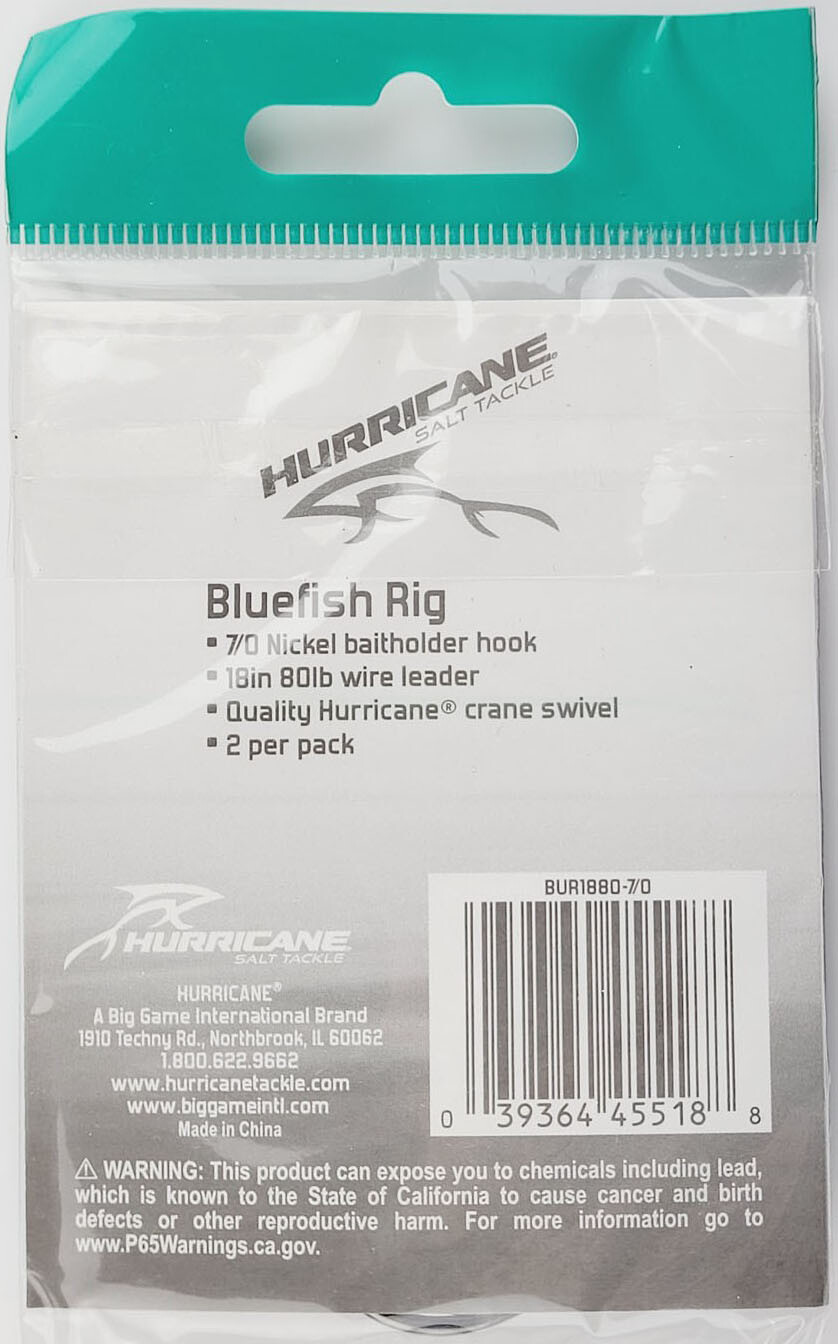 HURRICANE®
SALT TACKLE
Bluefish Rig
▪ 7/0 Nickel baitholder hook
▪ 18in 80lb wire leader
▪ Quality Hurricane® crane swivel
▪ 2 per pack
HURRICANE
SALT TACKLE
HURRICANE®
A Big Game International Brand
1910 Techny Rd., Northbrook, IL 60062
1.800.622.9662
www.hurricanetackle.com
www.biggameintl.com
Made in China
BUR1880-7/0
0 39364 45518 8
⚠ WARNING: This product can expose you to chemicals including lead,
which is known to the State of California to cause cancer and birth
defects or other reproductive harm. For more information go to
www.P65Warnings.ca.gov.